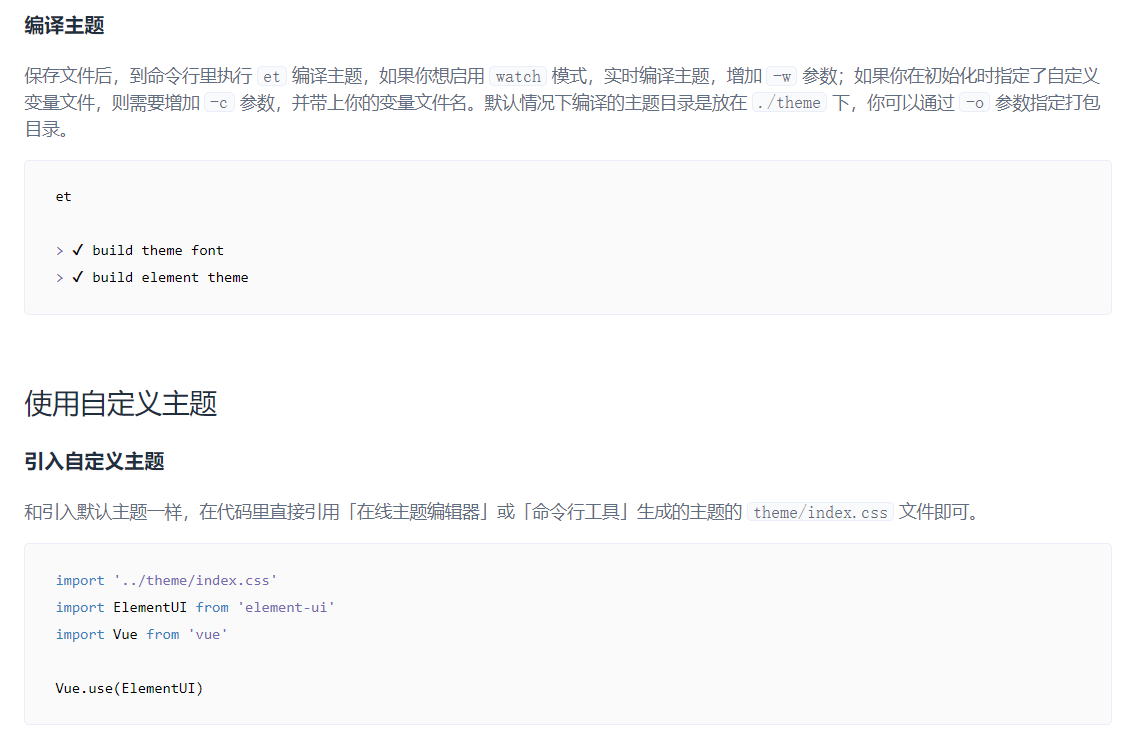 编译主题
保存文件后，到命令行里执行 et 编译主题，如果你想启用 watch 模式，实时编译主题，增加 -w 参数；如果你在初始化时指定了自定义
变量文件，则需要增加 -c 参数，并带上你的变量文件名。默认情况下编译的主题目录是放在 ./theme 下，你可以通过 -o 参数指定打包
目录。
et
> ✔ build theme font
> ✔ build element theme
使用自定义主题
引入自定义主题
和引入默认主题一样，在代码里直接引用「在线主题编辑器」或「命令行工具」生成的主题的 theme/index.css 文件即可。
import '../theme/index.css'
import ElementUI from 'element-ui'
import Vue from 'vue'
Vue.use(ElementUI)